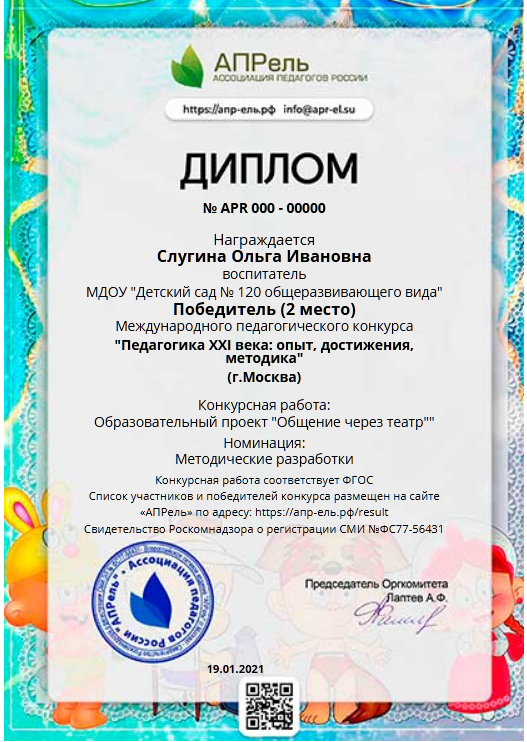 АПРель
АССОЦИАЦИЯ ПЕДАГОГОВ РОССИИ
https://апр-ель.рф info@apr-el.su
ДИПЛОМ
№ APR 000 - 00000
Награждается
Слугина Ольга Ивановна
воспитатель
МДОУ "Детский сад № 120 общеразвивающего вида"
Победитель (2 место)
Международного педагогического конкурса
"Педагогика XXI века: опыт, достижения,
методика"
(г.Москва)
Конкурсная работа:
Образовательный проект "Общение через театр""
Номинация:
Методические разработки
Конкурсная работа соответствует ФГОС
Список участников и победителей конкурса размещен на сайте
«АПРель» по адресу: https://апр-ель.рф/result
Свидетельство Роскомнадзора о регистрации СМИ №ФС77-56431
"АПРель" - Ассоциация педагогов России
Председатель Оргкомитета
Лаптев А.Ф.
19.01.2021